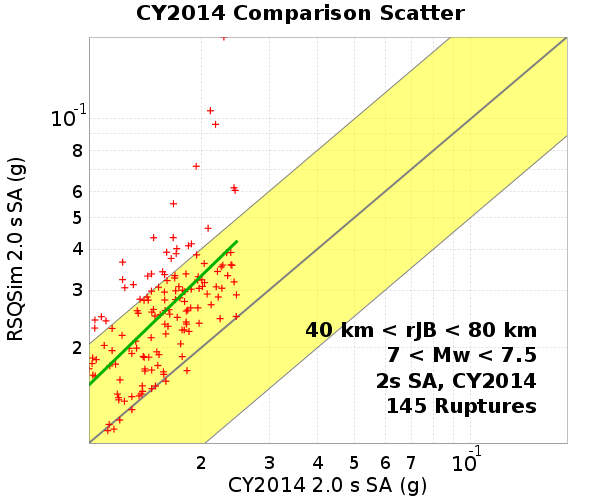 CY2014 Comparison Scatter
RSQSim 2.0 s SA (g)
10^-1
8
6
5
4
3
2
40 km < rJB < 80 km
7 < Mw < 7.5
2s SA, CY2014
145 Ruptures
2 3 4 5 6 7 10^-1
CY2014 2.0 s SA (g)